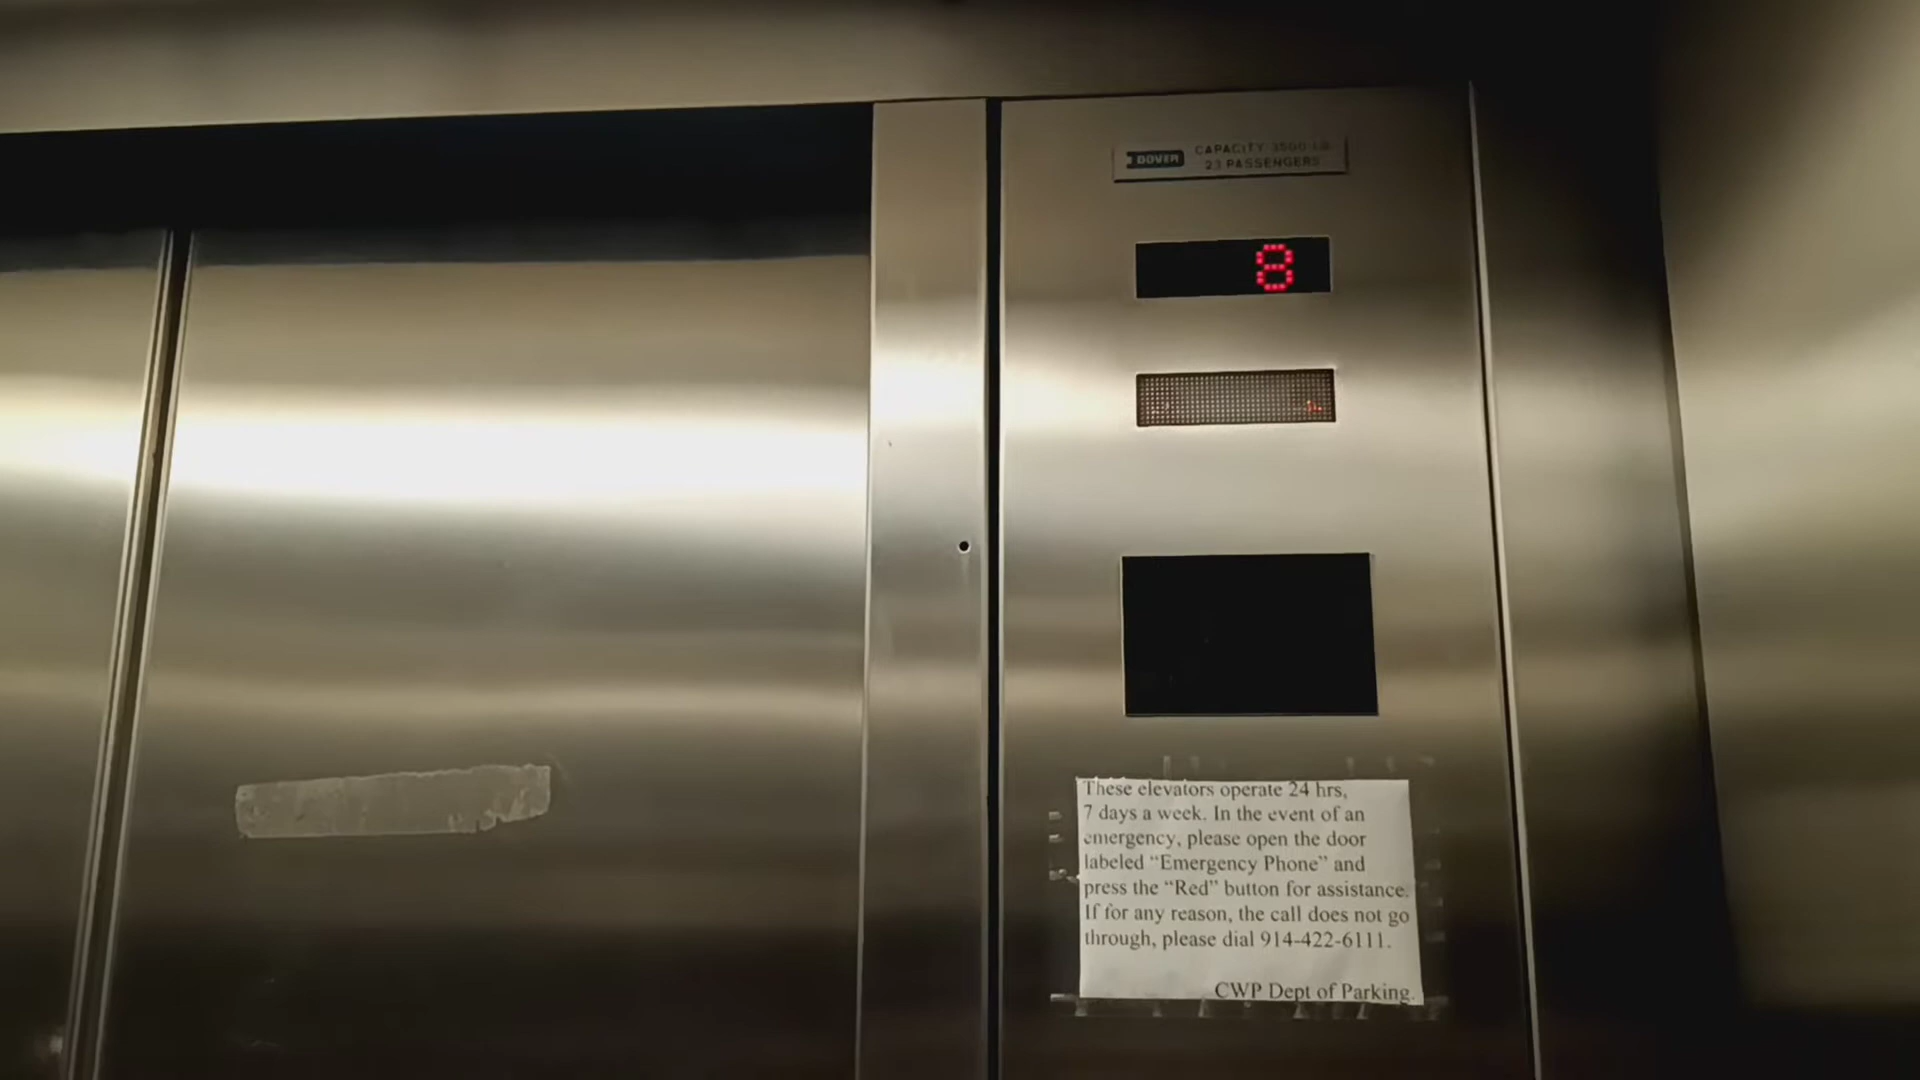 DOVER
CAPACITY 3500 LB
23 PASSENGERS
8
These elevators operate 24 hrs,
7 days a week. In the event of an
emergency, please open the door
labeled “Emergency Phone” and
press the “Red” button for assistance.
If for any reason, the call does not go
through, please dial 914-422-6111.
CWP Dept of Parking.